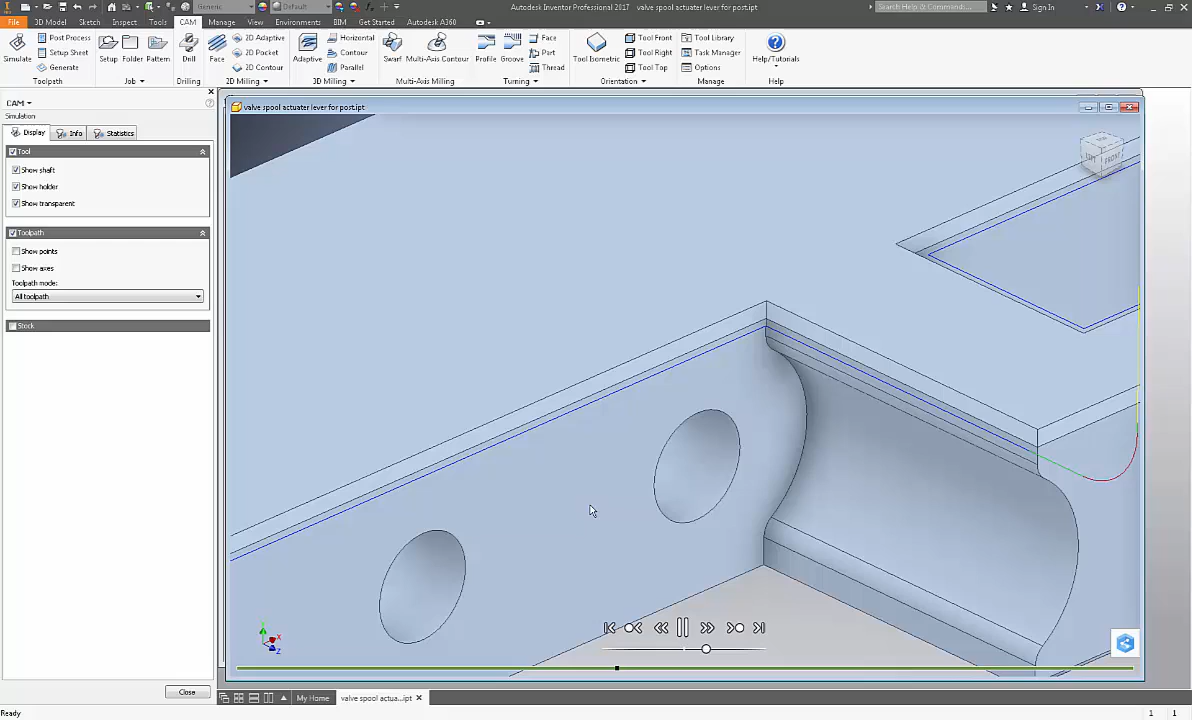 Generic
Default
Autodesk Inventor Professional 2017 valve spool actuater lever for post.ipt
Search Help & Commands...
Sign In
File 3D Model Sketch Inspect Tools CAM Manage View Environments BIM Get Started Autodesk A360
Post Process
Setup Sheet
Generate
Simulate
Toolpath
Setup Folder Pattern
Job
Drill
Drilling
Face
2D Adaptive
2D Pocket
2D Contour
2D Milling
Adaptive
Horizontal
Contour
Parallel
3D Milling
Swarf Multi-Axis Contour
Multi-Axis Milling
Profile Groove
Face
Part
Thread
Turning
Tool Isometric
Tool Front
Tool Right
Tool Top
Orientation
Tool Library
Task Manager
Options
Manage
Help/Tutorials
Help
CAM
Simulation
Display Info Statistics
Tool
Show shaft
Show holder
Show transparent
Toolpath
Show points
Show axes
Toolpath mode:
All toolpath
Stock
Close
valve spool actuater lever for post.ipt
FRONT
My Home
valve spool actua...ipt
Ready
1 1